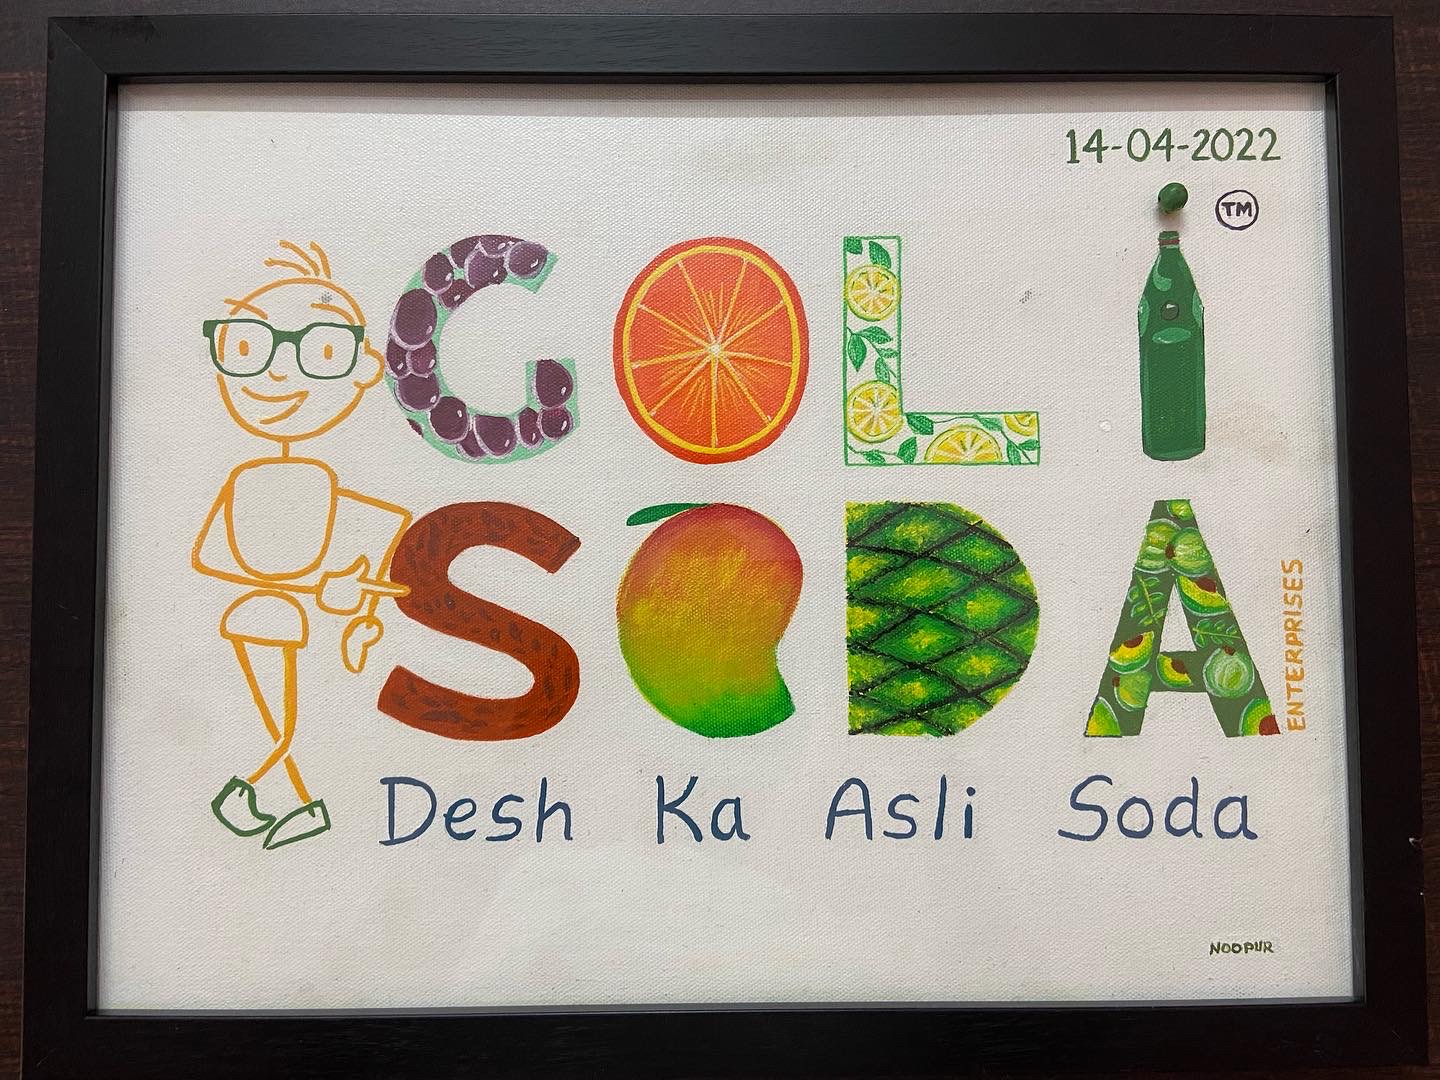 14-04-2022
GOLi TM
SODA
ENTERPRISES
Desh Ka Asli Soda
NOOPUR